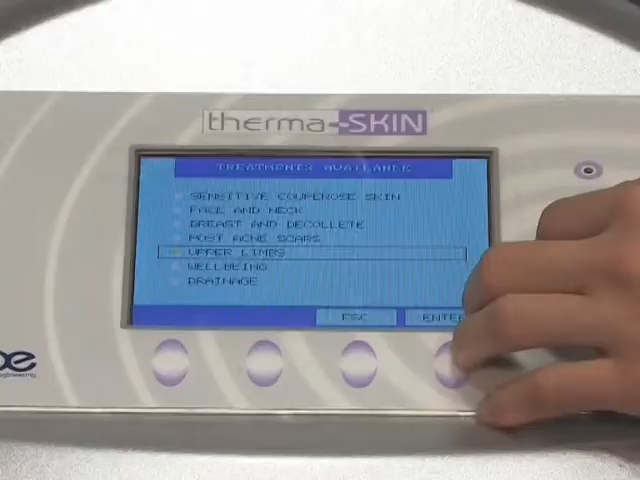 therma-SKIN
TREATMENTS AVAILABLE
SENSITIVE COUPEROSE SKIN
FACE AND NECK
BREAST AND DECOLLETE
POST ACNE SCARS
UPPER LIMBS
WELLBEING
DRAINAGE
ESC ENTER